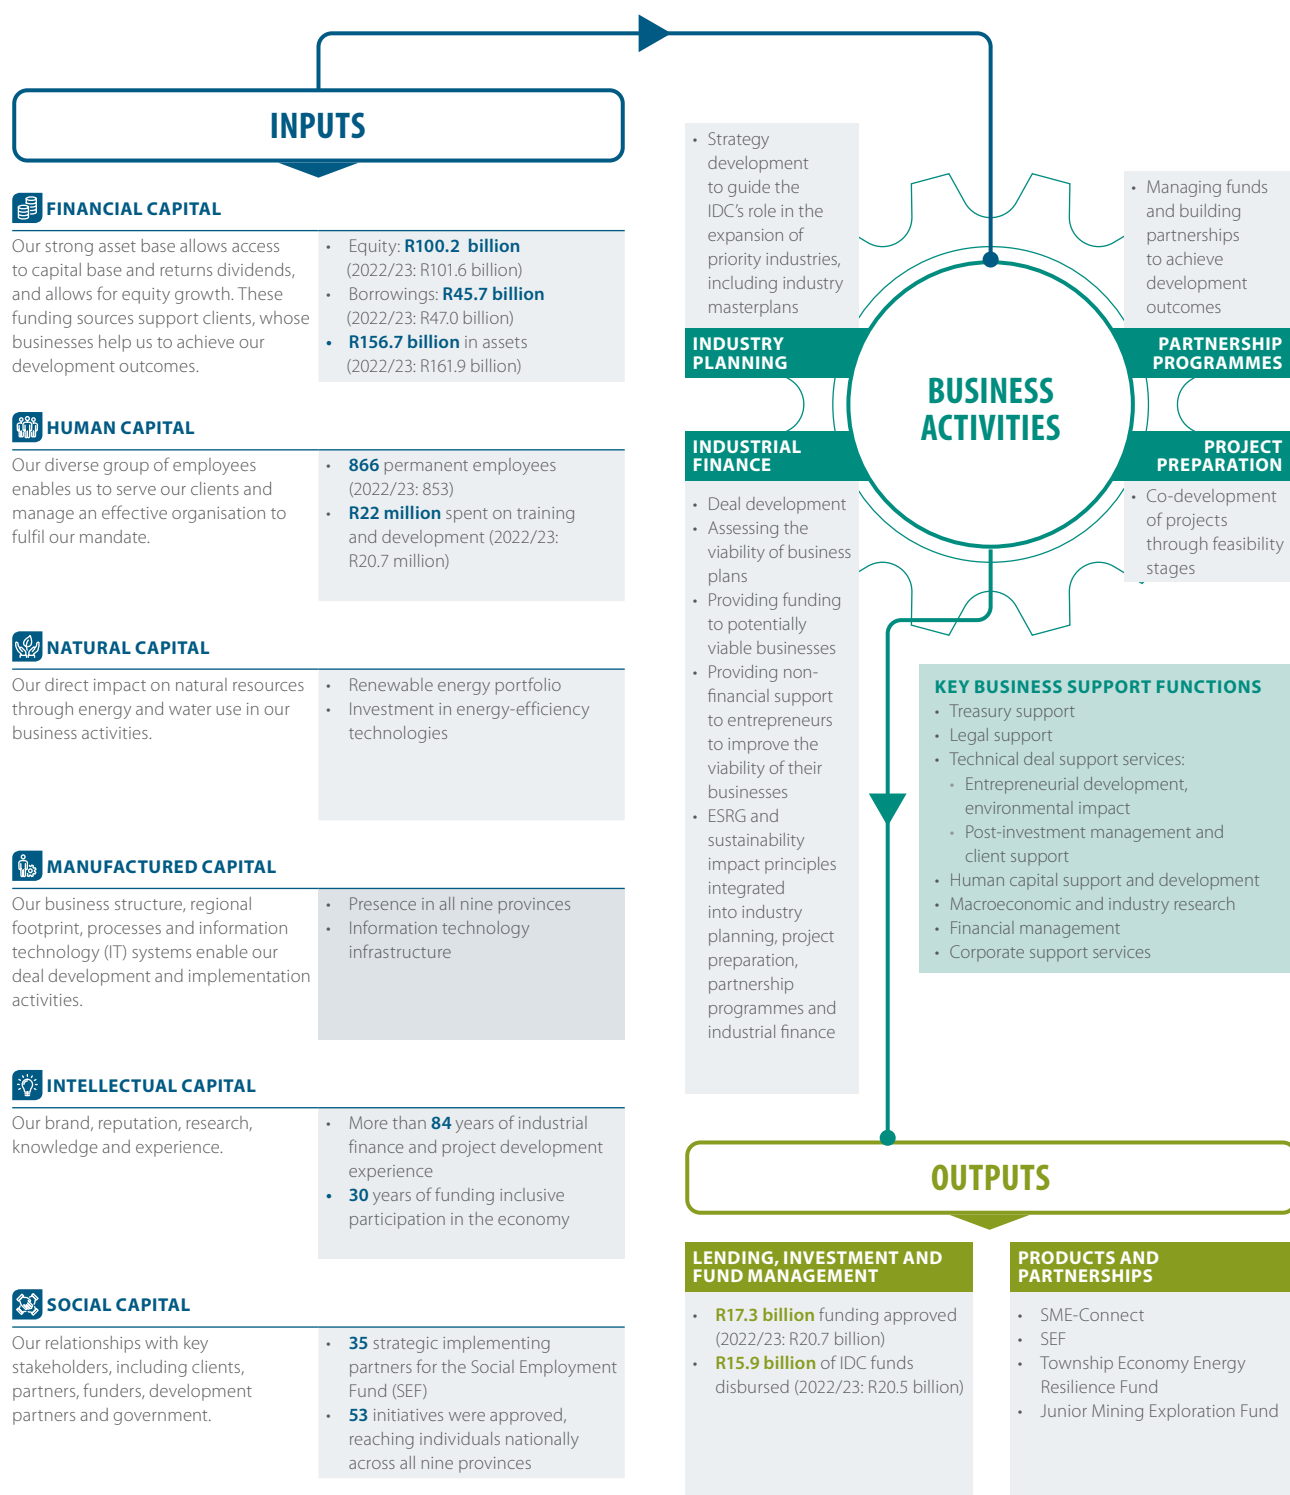 INPUTS
FINANCIAL CAPITAL
Our strong asset base allows access
to capital base and returns dividends,
and allows for equity growth. These
funding sources support clients, whose
businesses help us to achieve our
development outcomes.
• Equity: R100.2 billion
(2022/23: R101.6 billion)
• Borrowings: R45.7 billion
(2022/23: R47.0 billion)
• R156.7 billion in assets
(2022/23: R161.9 billion)
HUMAN CAPITAL
Our diverse group of employees
enables us to serve our clients and
manage an effective organisation to
fulfil our mandate.
• 866 permanent employees
(2022/23: 853)
• R22 million spent on training
and development (2022/23:
R20.7 million)
NATURAL CAPITAL
Our direct impact on natural resources
through energy and water use in our
business activities.
• Renewable energy portfolio
• Investment in energy-efficiency
technologies
MANUFACTURED CAPITAL
Our business structure, regional
footprint, processes and information
technology (IT) systems enable our
deal development and implementation
activities.
• Presence in all nine provinces
• Information technology
infrastructure
INTELLECTUAL CAPITAL
Our brand, reputation, research,
knowledge and experience.
• More than 84 years of industrial
finance and project development
experience
• 30 years of funding inclusive
participation in the economy
SOCIAL CAPITAL
Our relationships with key
stakeholders, including clients,
partners, funders, development
partners and government.
• 35 strategic implementing
partners for the Social Employment
Fund (SEF)
• 53 initiatives were approved,
reaching individuals nationally
across all nine provinces
BUSINESS
ACTIVITIES
• Strategy
development
to guide the
IDC's role in the
expansion of
priority industries,
including industry
masterplans
INDUSTRY
PLANNING
• Managing funds
and building
partnerships
to achieve
development
outcomes
PARTNERSHIP
PROGRAMMES
INDUSTRIAL
FINANCE
• Deal development
• Assessing the
viability of business
plans
• Providing funding
to potentially
viable businesses
• Providing non-
financial support
to entrepreneurs
to improve the
viability of their
businesses
• ESRG and
sustainability
impact principles
integrated
into industry
planning, project
preparation,
partnership
programmes and
industrial finance
PROJECT
PREPARATION
• Co-development
of projects
through feasibility
stages
KEY BUSINESS SUPPORT FUNCTIONS
• Treasury support
• Legal support
• Technical deal support services:
• Entrepreneurial development,
environmental impact
• Post-investment management and
client support
• Human capital support and development
• Macroeconomic and industry research
• Financial management
• Corporate support services
OUTPUTS
LENDING, INVESTMENT AND
FUND MANAGEMENT
• R17.3 billion funding approved
(2022/23: R20.7 billion)
• R15.9 billion of IDC funds
disbursed (2022/23: R20.5 billion)
PRODUCTS AND
PARTNERSHIPS
• SME-Connect
• SEF
• Township Economy Energy
Resilience Fund
• Junior Mining Exploration Fund